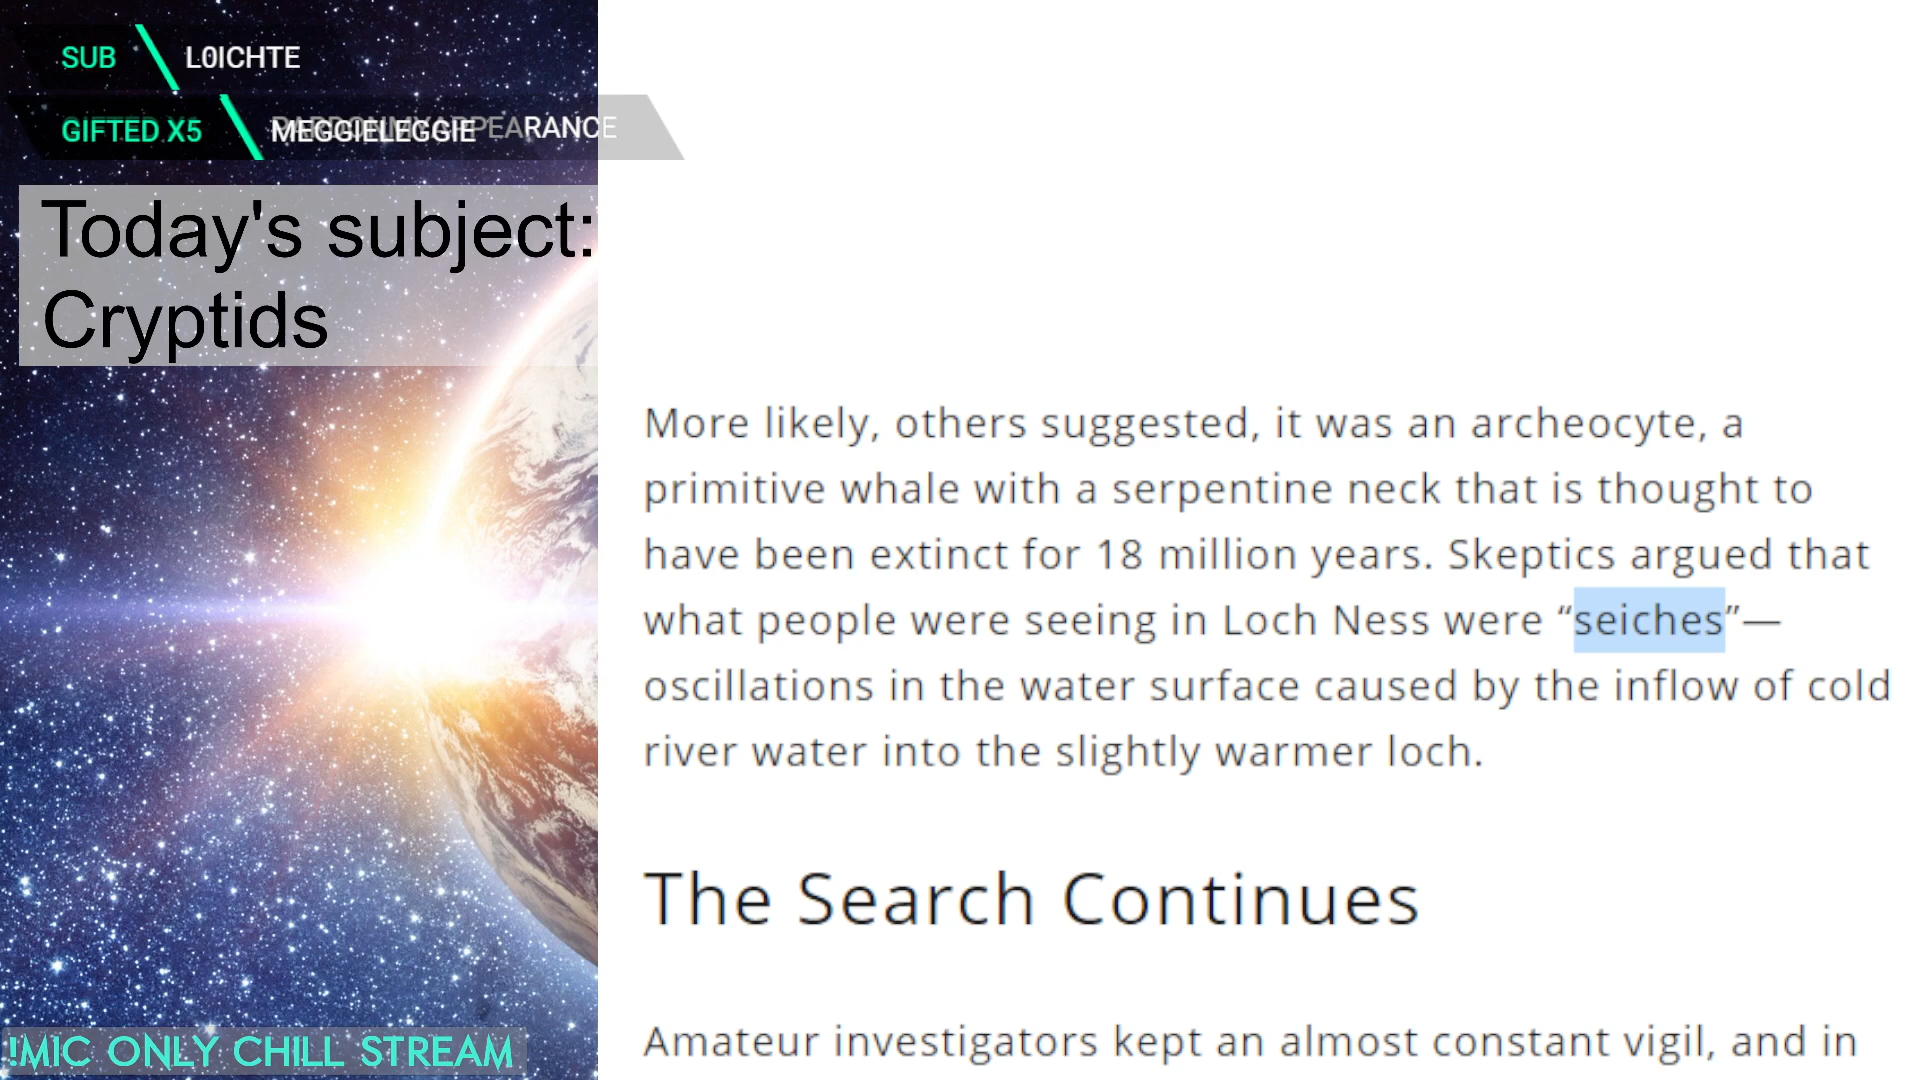 SUB L0ICHTE
GIFTED X5 MEGGIELEGGIE
Today's subject:
Cryptids
More likely, others suggested, it was an archeocyte, a
primitive whale with a serpentine neck that is thought to
have been extinct for 18 million years. Skeptics argued that
what people were seeing in Loch Ness were “seiches”—
oscillations in the water surface caused by the inflow of cold
river water into the slightly warmer loch.
The Search Continues
Amateur investigators kept an almost constant vigil, and in
!MIC ONLY CHILL STREAM